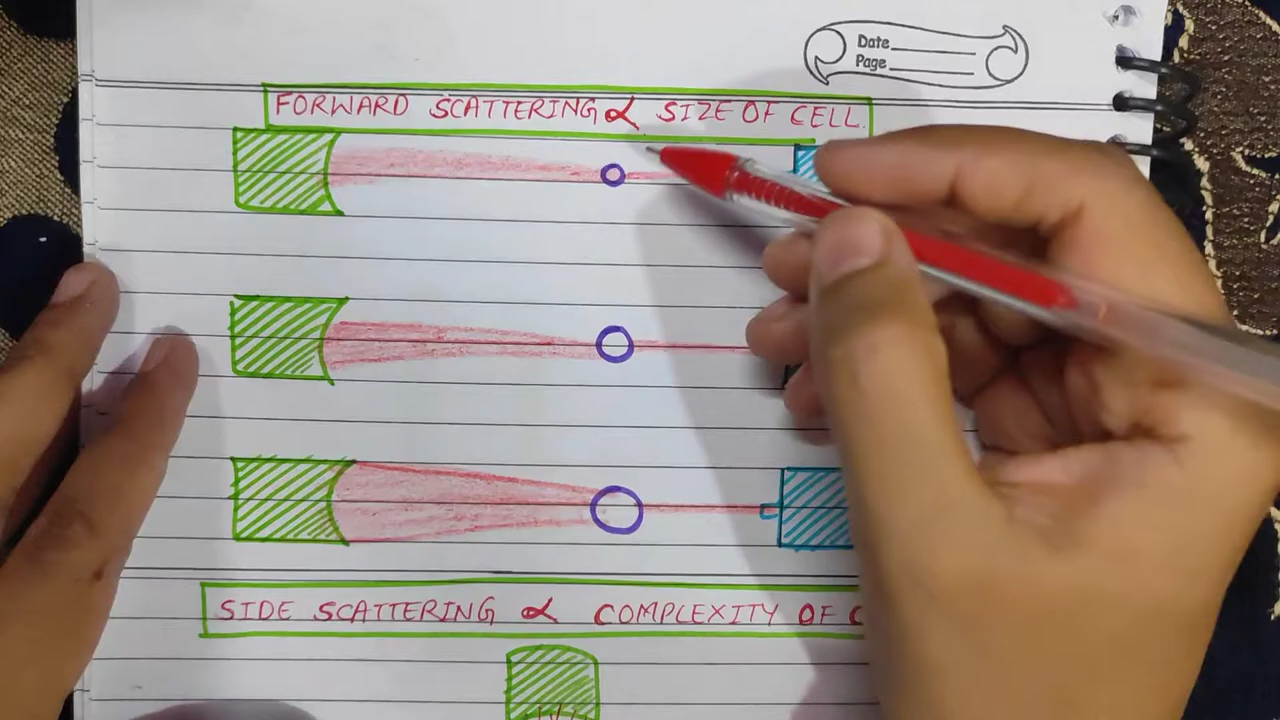 Date
Page
FORWARD SCATTERING ∝ SIZE OF CELL
SIDE SCATTERING ∝ COMPLEXITY OF